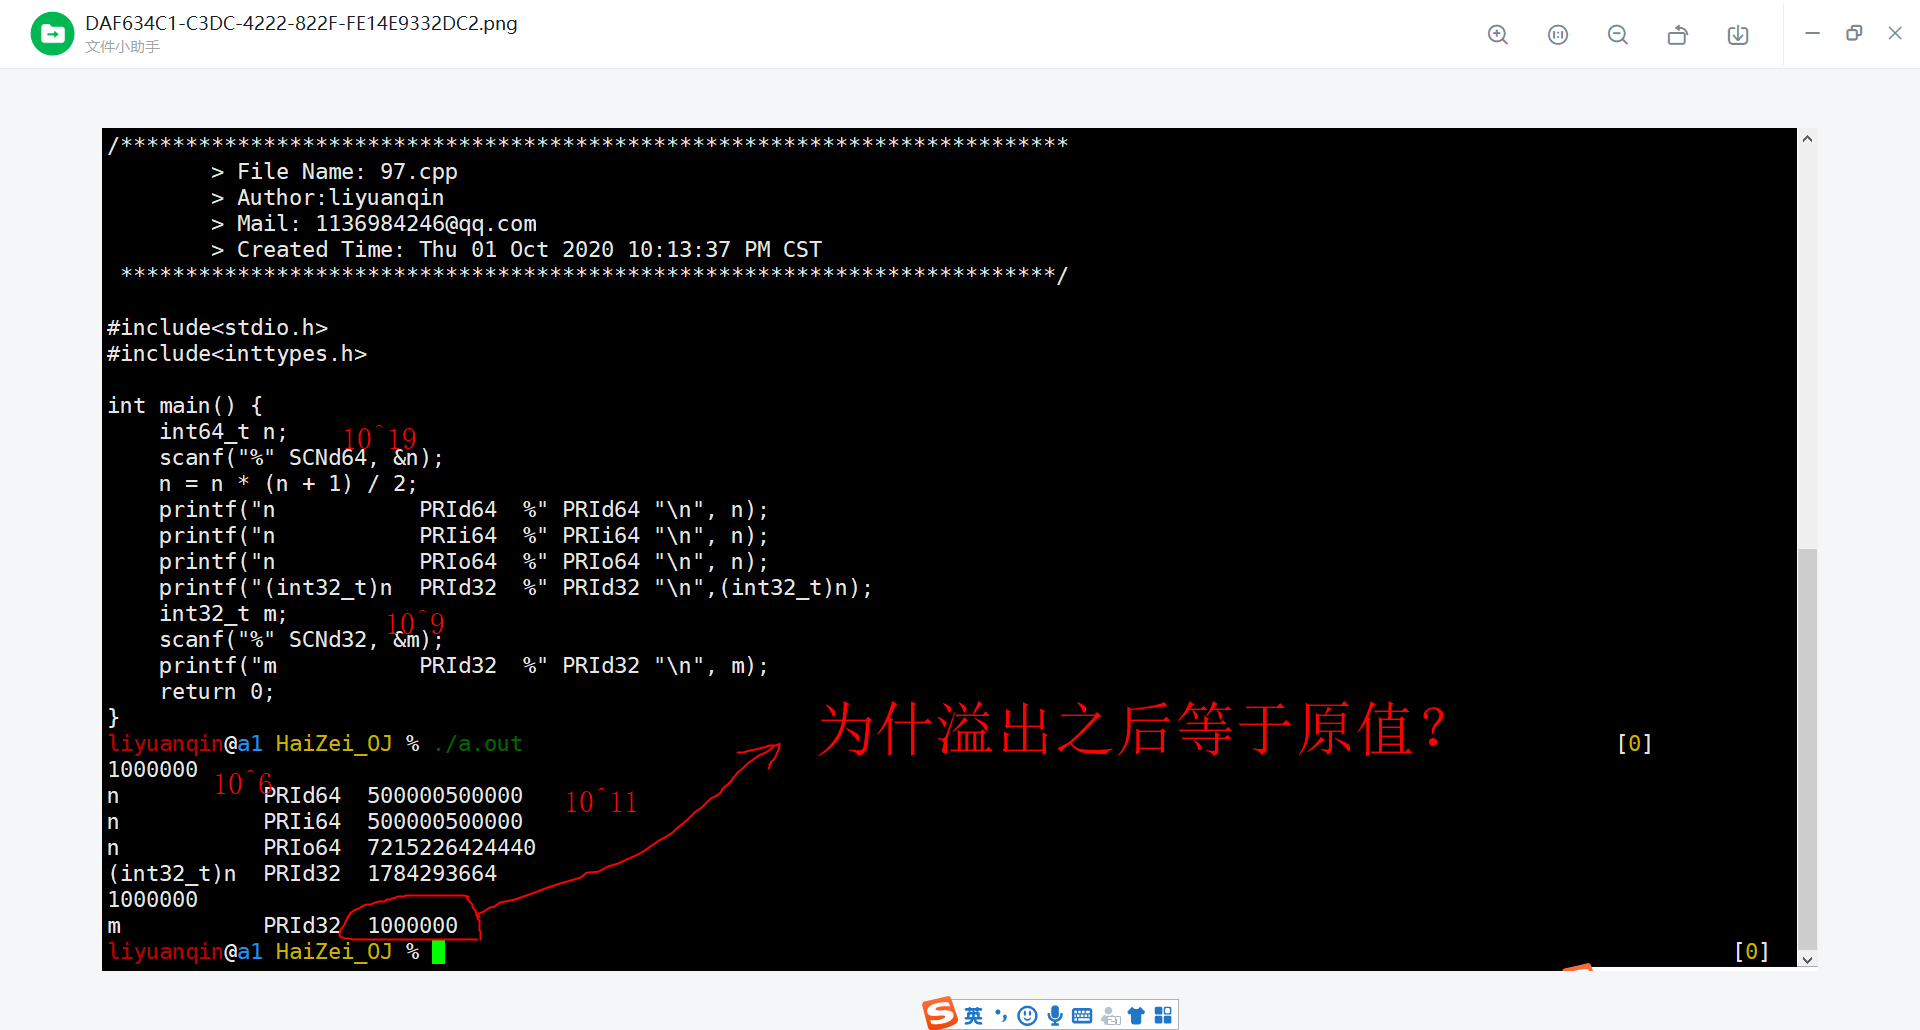 DAF634C1-C3DC-4222-822F-FE14E9332DC2.png
文件小助手
/*************************************************************************
> File Name: 97.cpp
> Author:liyuanqin
> Mail: 1136984246@qq.com
> Created Time: Thu 01 Oct 2020 10:13:37 PM CST
************************************************************************/
#include<stdio.h>
#include<inttypes.h>
int main() {
int64_t n;
10^19
scanf("%" SCNd64, &n);
n = n * (n + 1) / 2;
printf("n           PRId64  %" PRId64 "\n", n);
printf("n           PRIi64  %" PRIi64 "\n", n);
printf("n           PRIo64  %" PRIo64 "\n", n);
printf("(int32_t)n  PRId32  %" PRId32 "\n",(int32_t)n);
int32_t m;
10^9
scanf("%" SCNd32, &m);
printf("m           PRId32  %" PRId32 "\n", m);
return 0;
}
为什溢出之后等于原值？
liyuanqin@a1 HaiZei_OJ % ./a.out [0]
1000000
10^6
n           PRId64  500000500000
10^11
n           PRIi64  500000500000
n           PRIo64  7215226424440
(int32_t)n  PRId32  1784293664
1000000
m           PRId32  1000000
liyuanqin@a1 HaiZei_OJ % [0]
英